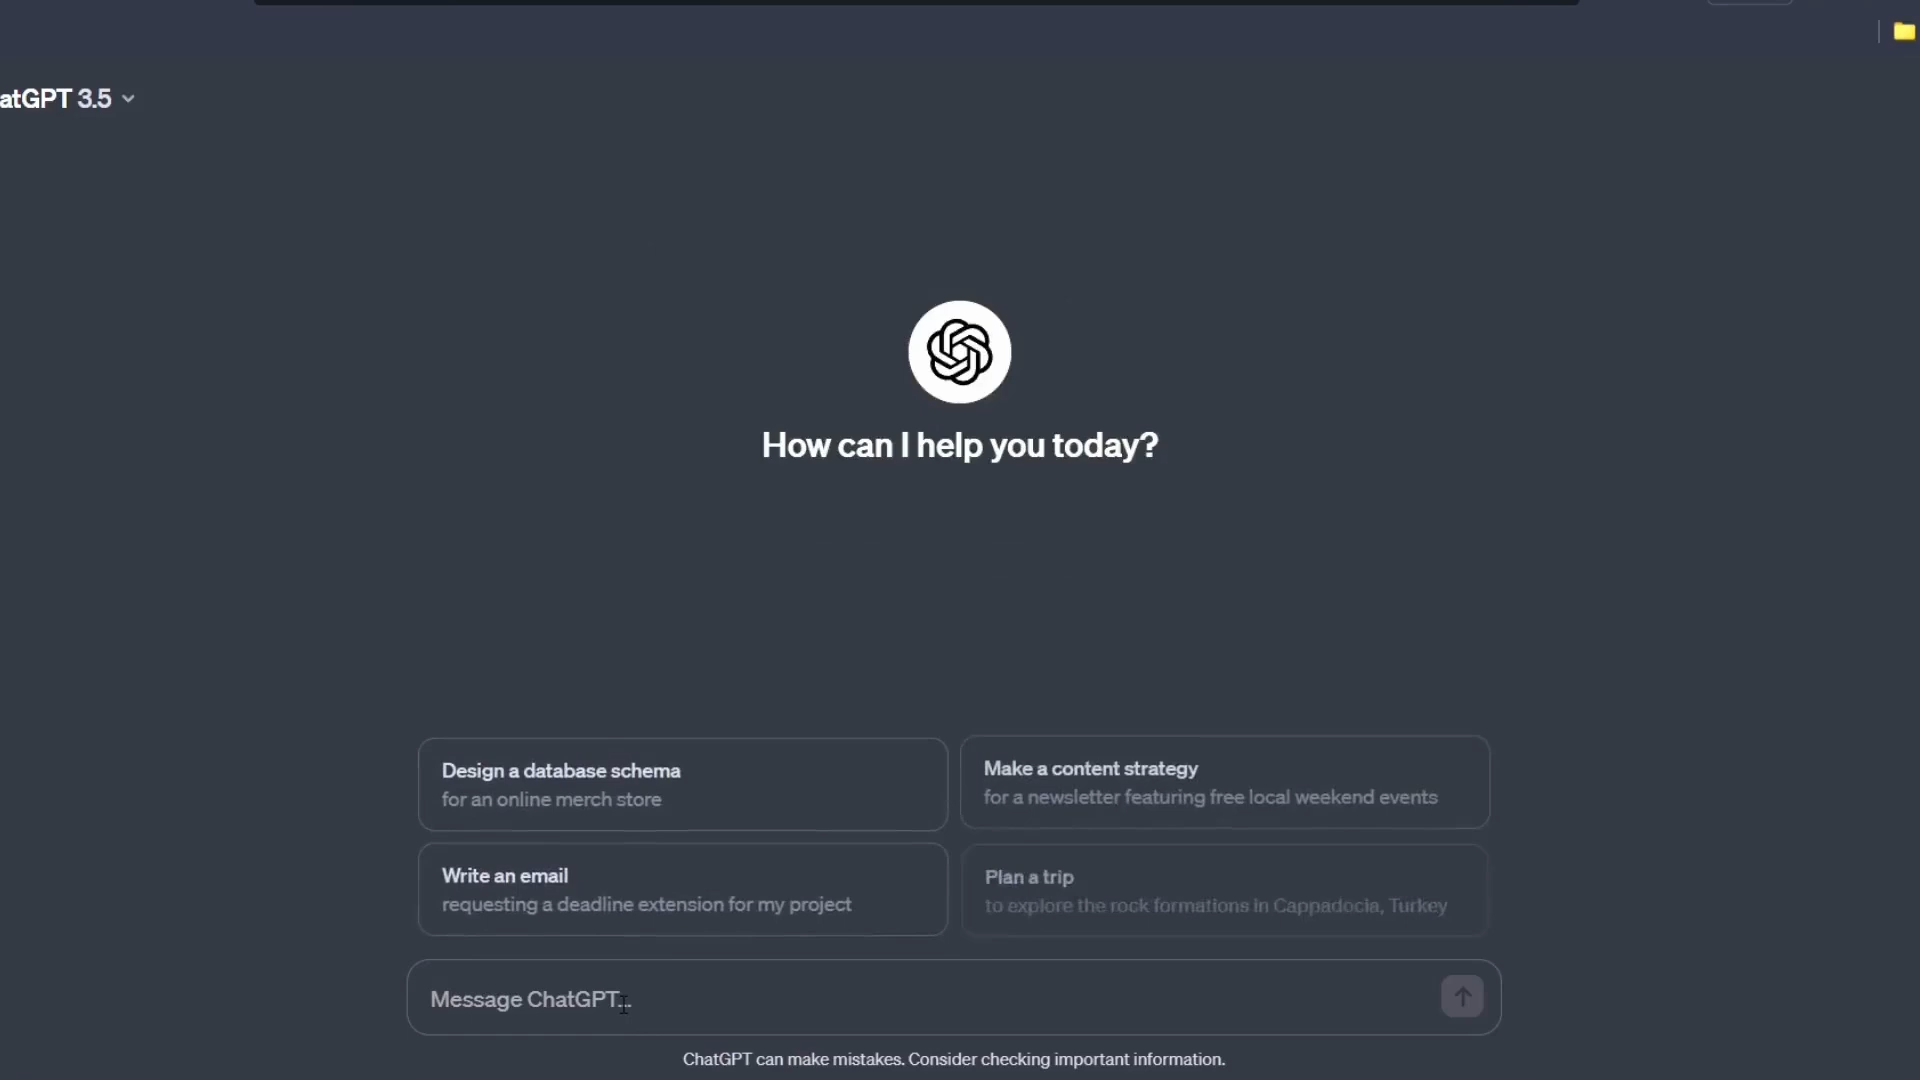 atGPT 3.5
How can I help you today?
Design a database schema
for an online merch store
Make a content strategy
for a newsletter featuring free local weekend events
Write an email
requesting a deadline extension for my project
Plan a trip
to explore the rock formations in Cappadocia, Turkey
Message ChatGPT...
ChatGPT can make mistakes. Consider checking important information.